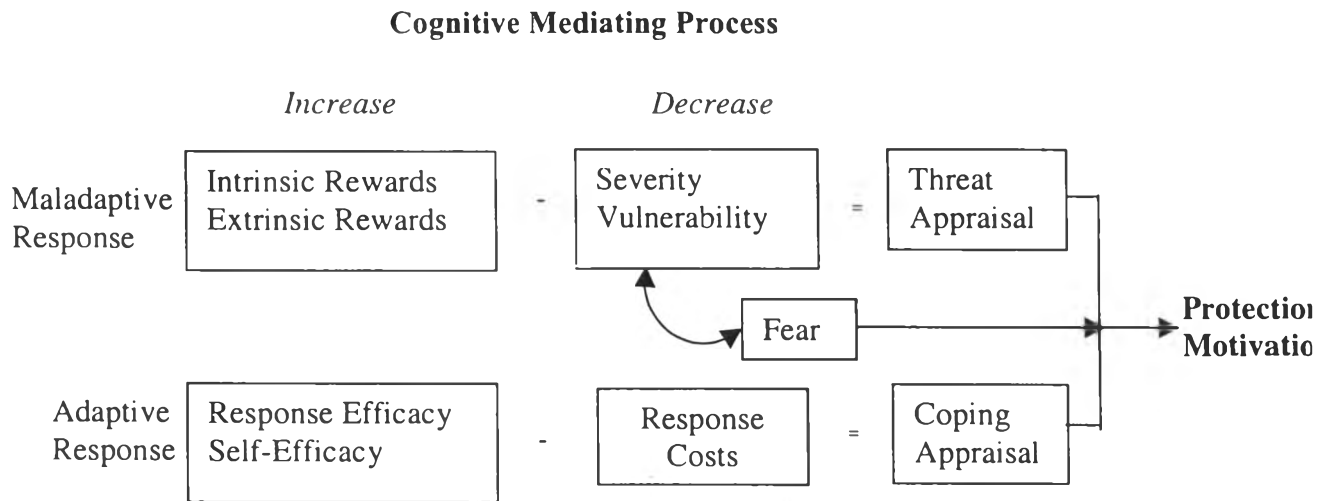 Cognitive Mediating Process
Increase
Decrease
Maladaptive
Response
Intrinsic Rewards
Extrinsic Rewards
-
Severity
Vulnerability
=
Threat
Appraisal
Fear
Protection
Motivatio
Adaptive
Response
Response Efficacy
Self-Efficacy
-
Response
Costs
=
Coping
Appraisal